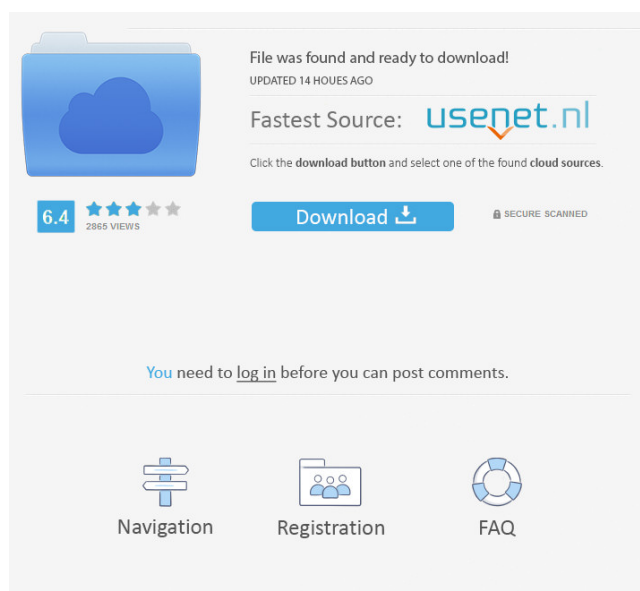 File was found and ready to download!
UPDATED 14 HOUES AGO
Fastest Source: usenet.nl
Click the download button and select one of the found cloud sources.
6.4
2865 VIEWS
Download
SECURE SCANNED
You need to log in before you can post comments.
Navigation
Registration
FAQ